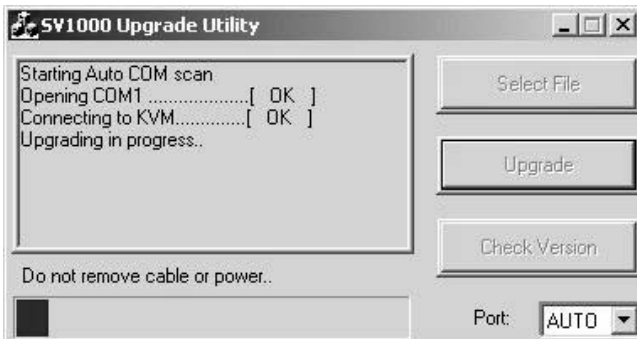 SV1000 Upgrade Utility
Starting Auto COM scan
Opening COM1 ....................[ OK ]
Connecting to KVM..............[ OK ]
Upgrading in progress..
Select File
Upgrade
Check Version
Do not remove cable or power..
Port: AUTO